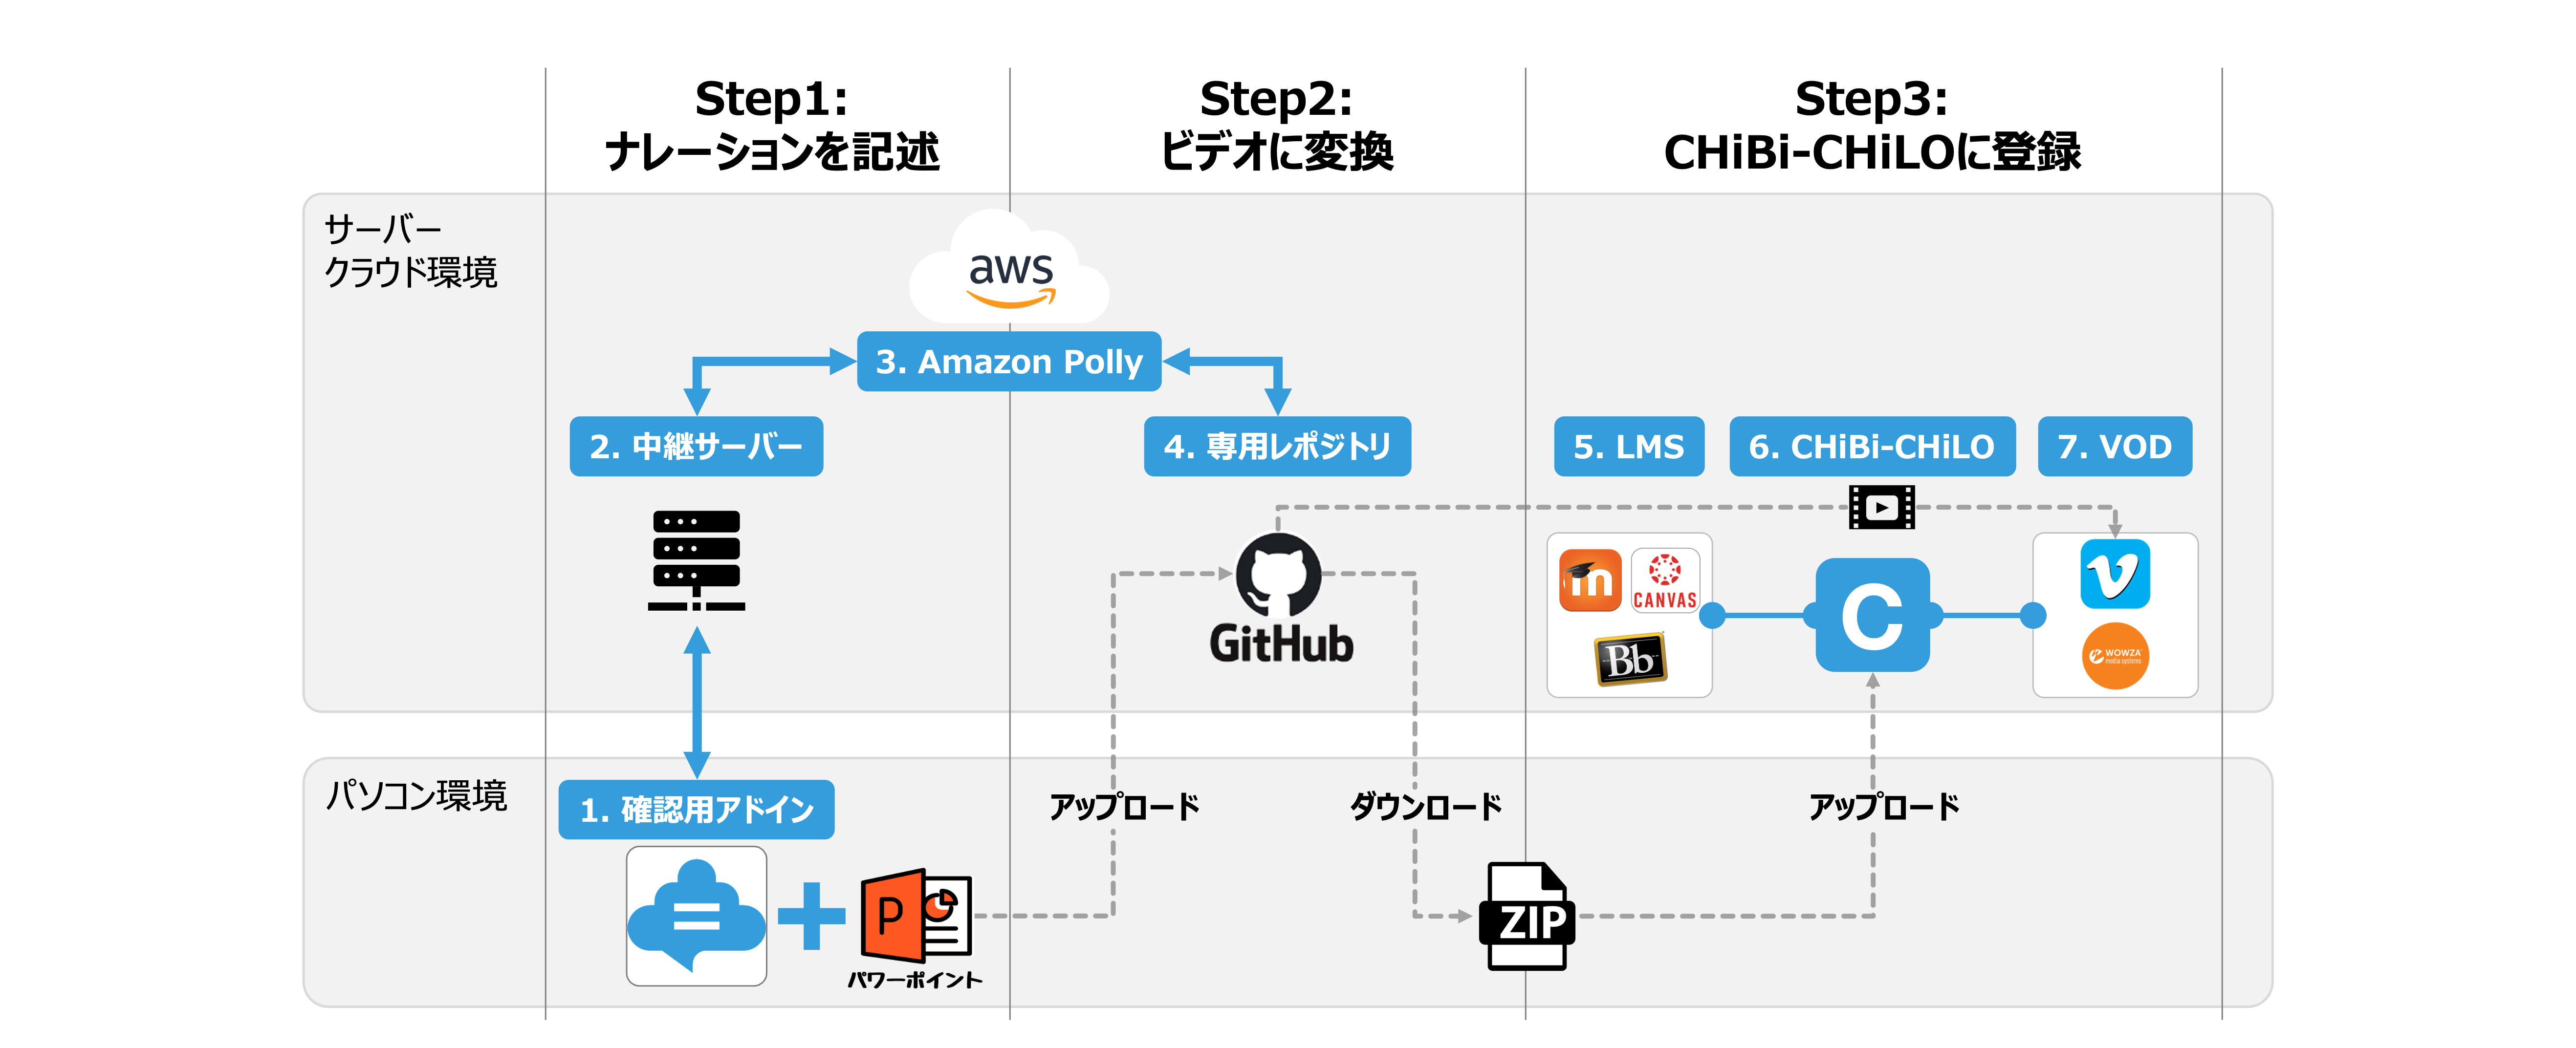 Step1:
ナレーションを記述
Step2:
ビデオに変換
Step3:
CHiBi-CHiLOに登録
サーバー
クラウド環境
aws
3. Amazon Polly
2. 中継サーバー
4. 専用レポジトリ
5. LMS
6. CHiBi-CHiLO
7. VOD
GitHub
m
CANVAS
Bb
C
v
WOWZA
media systems
パソコン環境
1. 確認用アドイン
アップロード
ダウンロード
アップロード
P
パワーポイント
ZIP